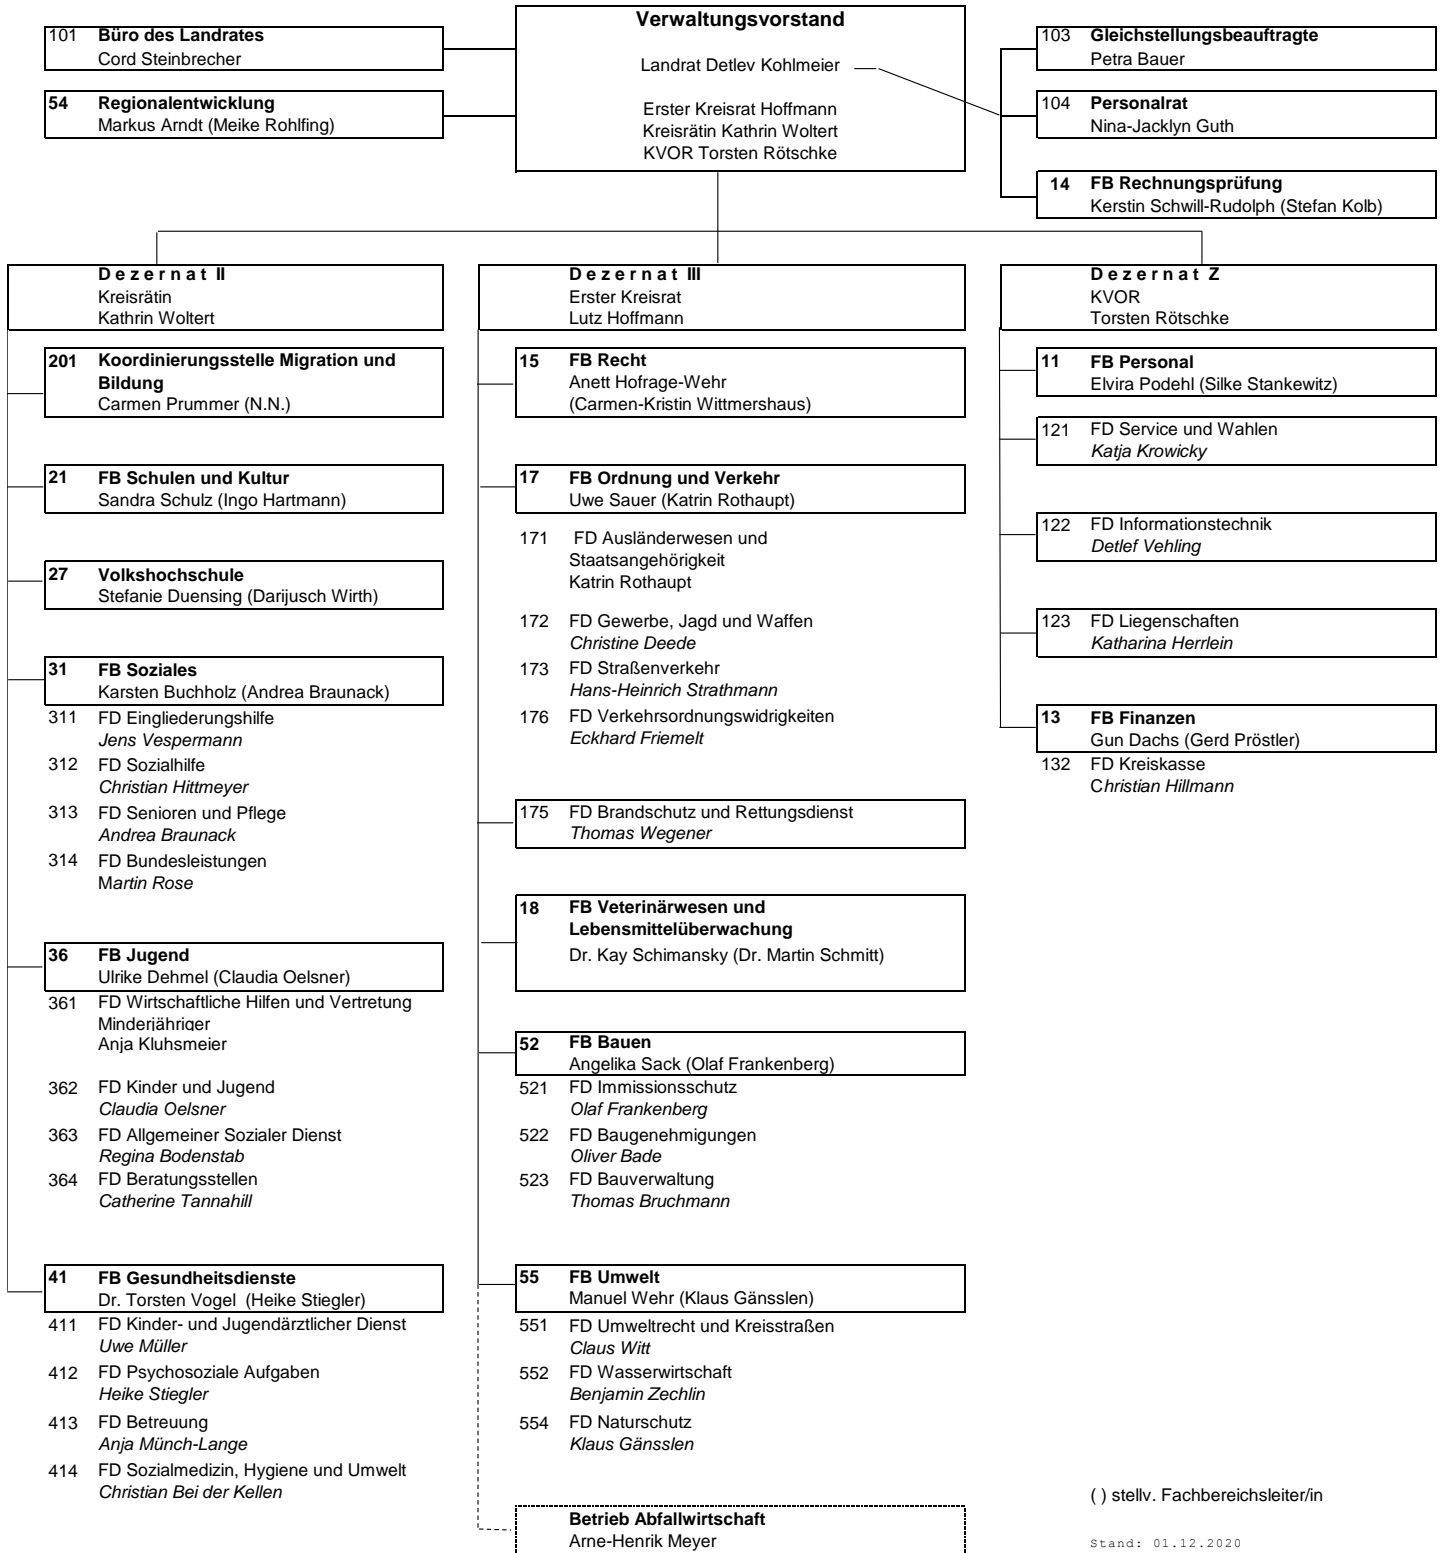 Verwaltungsvorstand
Landrat Detlev Kohlmeier
Erster Kreisrat Hoffmann
Kreisrätin Kathrin Woltert
KVOR Torsten Rötschke
101 Büro des Landrates
Cord Steinbrecher
54 Regionalentwicklung
Markus Arndt (Meike Rohlfing)
103 Gleichstellungsbeauftragte
Petra Bauer
104 Personalrat
Nina-Jacklyn Guth
14 FB Rechnungsprüfung
Kerstin Schwill-Rudolph (Stefan Kolb)
D e z e r n a t II
Kreisrätin
Kathrin Woltert
201 Koordinierungsstelle Migration und
Bildung
Carmen Prummer (N.N.)
21 FB Schulen und Kultur
Sandra Schulz (Ingo Hartmann)
27 Volkshochschule
Stefanie Duensing (Darijusch Wirth)
31 FB Soziales
Karsten Buchholz (Andrea Braunack)
311 FD Eingliederungshilfe
Jens Vespermann
312 FD Sozialhilfe
Christian Hittmeyer
313 FD Senioren und Pflege
Andrea Braunack
314 FD Bundesleistungen
Martin Rose
36 FB Jugend
Ulrike Dehmel (Claudia Oelsner)
361 FD Wirtschaftliche Hilfen und Vertretung
Minderjähriger
Anja Kluhsmeier
362 FD Kinder und Jugend
Claudia Oelsner
363 FD Allgemeiner Sozialer Dienst
Regina Bodenstab
364 FD Beratungsstellen
Catherine Tannahill
41 FB Gesundheitsdienste
Dr. Torsten Vogel (Heike Stiegler)
411 FD Kinder- und Jugendärztlicher Dienst
Uwe Müller
412 FD Psychosoziale Aufgaben
Heike Stiegler
413 FD Betreuung
Anja Münch-Lange
414 FD Sozialmedizin, Hygiene und Umwelt
Christian Bei der Kellen
D e z e r n a t III
Erster Kreisrat
Lutz Hoffmann
15 FB Recht
Anett Hofrage-Wehr
(Carmen-Kristin Wittmershaus)
17 FB Ordnung und Verkehr
Uwe Sauer (Katrin Rothaupt)
171 FD Ausländerwesen und
Staatsangehörigkeit
Katrin Rothaupt
172 FD Gewerbe, Jagd und Waffen
Christine Deede
173 FD Straßenverkehr
Hans-Heinrich Strathmann
176 FD Verkehrsordnungswidrigkeiten
Eckhard Friemelt
175 FD Brandschutz und Rettungsdienst
Thomas Wegener
18 FB Veterinärwesen und
Lebensmittelüberwachung
Dr. Kay Schimansky (Dr. Martin Schmitt)
52 FB Bauen
Angelika Sack (Olaf Frankenberg)
521 FD Immissionsschutz
Olaf Frankenberg
522 FD Baugenehmigungen
Oliver Bade
523 FD Bauverwaltung
Thomas Bruchmann
55 FB Umwelt
Manuel Wehr (Klaus Gänsslen)
551 FD Umweltrecht und Kreisstraßen
Claus Witt
552 FD Wasserwirtschaft
Benjamin Zechlin
554 FD Naturschutz
Klaus Gänsslen
Betrieb Abfallwirtschaft
Arne-Henrik Meyer
D e z e r n a t Z
KVOR
Torsten Rötschke
11 FB Personal
Elvira Podehl (Silke Stankewitz)
121 FD Service und Wahlen
Katja Krowicky
122 FD Informationstechnik
Detlef Vehling
123 FD Liegenschaften
Katharina Herrlein
13 FB Finanzen
Gun Dachs (Gerd Pröstler)
132 FD Kreiskasse
Christian Hillmann
( ) stellv. Fachbereichsleiter/in
Stand: 01.12.2020